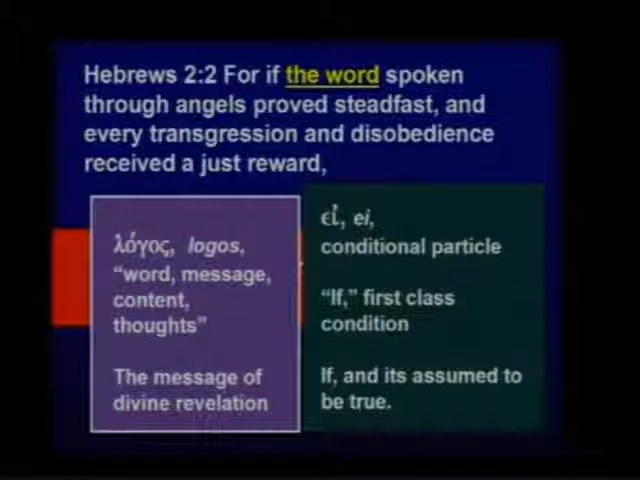 Hebrews 2:2 For if the word spoken
through angels proved steadfast, and
every transgression and disobedience
received a just reward,
λόγος, logos,
“word, message,
content,
thoughts”
The message of
divine revelation
εἰ, ei,
conditional particle
“If,” first class
condition
If, and its assumed to
be true.